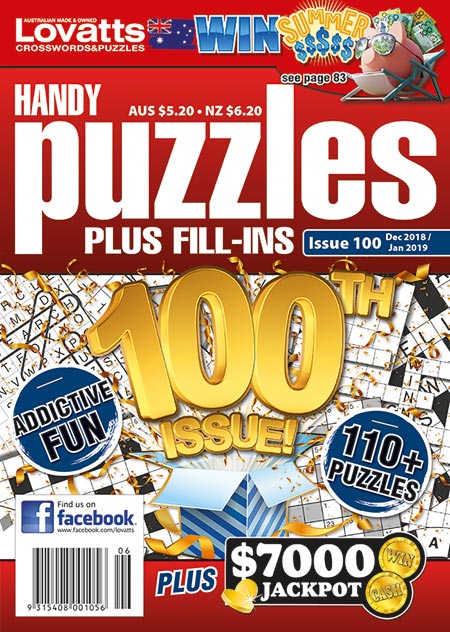 AUSTRALIAN MADE & OWNED
Lovatts
CROSSWORDS&PUZZLES
WIN
SUMMER
$$$$$
see page 83
HANDY
AUS $5.20 • NZ $6.20
puzzles
PLUS FILL-INS
Issue 100
Dec 2018 /
Jan 2019
100TH
ISSUE!
ADDICTIVE
FUN
110+
PUZZLES
Find us on
facebook
www.facebook.com/lovatts
06
9 315408 001056
PLUS
$7000
JACKPOT
WIN
CASH